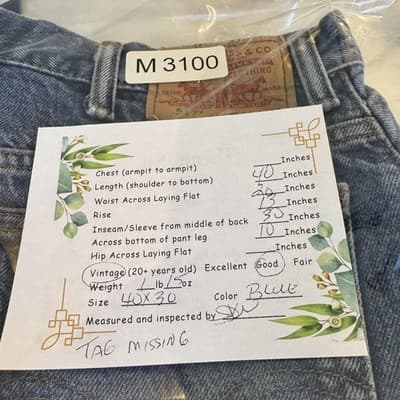 M 3100
S & CO
Chest (armpit to armpit) Inches
Length (shoulder to bottom) 40 Inches
Waist Across Laying Flat 20 Inches
Rise 13 Inches
Inseam/Sleeve from middle of back 30 Inches
Across bottom of pant leg 10 Inches
Hip Across Laying Flat Inches
Vintage (20+ years old) Excellent Good Fair
Weight 1 lb 15 oz
Size 40x30 Color BLUE
Measured and inspected by
TAG MISSING